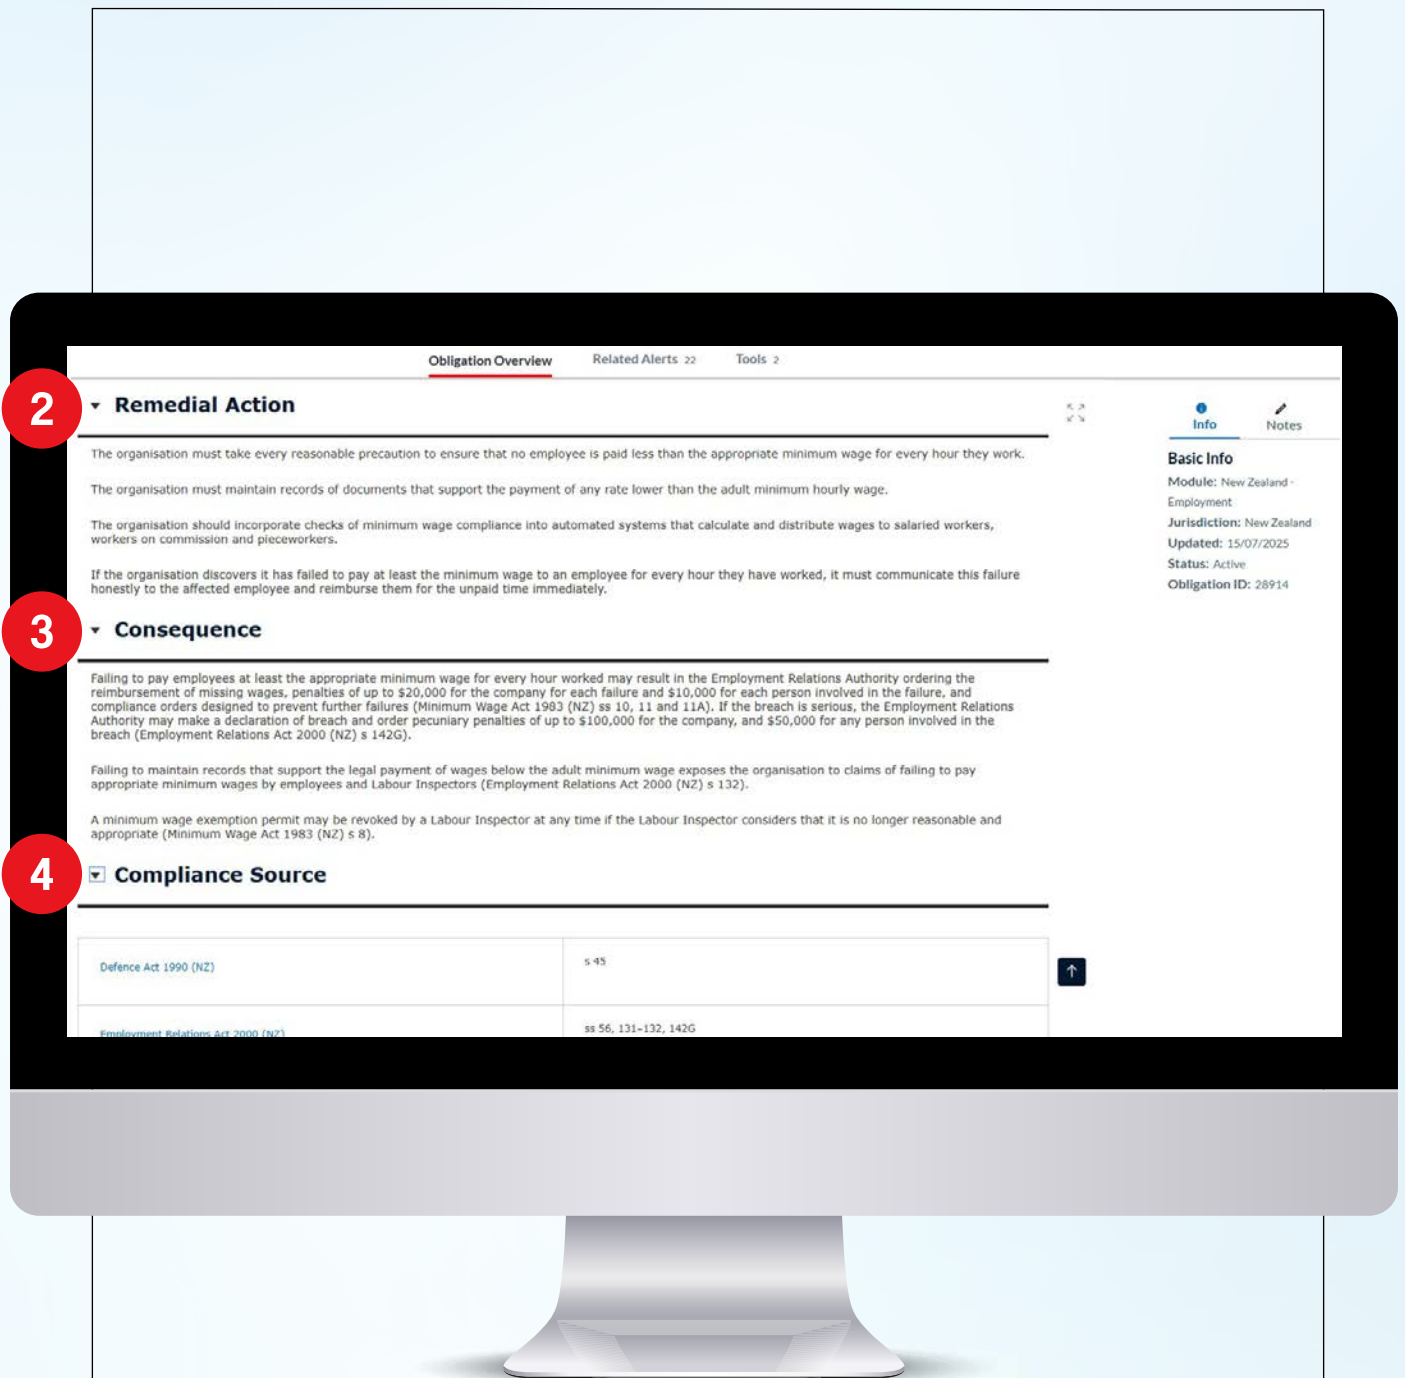 Obligation Overview Related Alerts 22 Tools 2
2
Remedial Action
The organisation must take every reasonable precaution to ensure that no employee is paid less than the appropriate minimum wage for every hour they work.
The organisation must maintain records of documents that support the payment of any rate lower than the adult minimum hourly wage.
The organisation should incorporate checks of minimum wage compliance into automated systems that calculate and distribute wages to salaried workers,
workers on commission and pieceworkers.
If the organisation discovers it has failed to pay at least the minimum wage to an employee for every hour they have worked, it must communicate this failure
honestly to the affected employee and reimburse them for the unpaid time immediately.
3
Consequence
Failing to pay employees at least the appropriate minimum wage for every hour worked may result in the Employment Relations Authority ordering the
reimbursement of missing wages, penalties of up to $20,000 for the company for each failure and $10,000 for each person involved in the failure, and
compliance orders designed to prevent further failures (Minimum Wage Act 1983 (NZ) ss 10, 11 and 11A). If the breach is serious, the Employment Relations
Authority may make a declaration of breach and order pecuniary penalties of up to $100,000 for the company, and $50,000 for any person involved in the
breach (Employment Relations Act 2000 (NZ) s 142G).
Failing to maintain records that support the legal payment of wages below the adult minimum wage exposes the organisation to claims of failing to pay
appropriate minimum wages by employees and Labour Inspectors (Employment Relations Act 2000 (NZ) s 132).
A minimum wage exemption permit may be revoked by a Labour Inspector at any time if the Labour Inspector considers that it is no longer reasonable and
appropriate (Minimum Wage Act 1983 (NZ) s 8).
4
Compliance Source
Defence Act 1990 (NZ) s 45
Employment Relations Act 2000 (NZ) ss 56, 131–132, 142G
Info Notes
Basic Info
Module: New Zealand -
Employment
Jurisdiction: New Zealand
Updated: 15/07/2025
Status: Active
Obligation ID: 28914